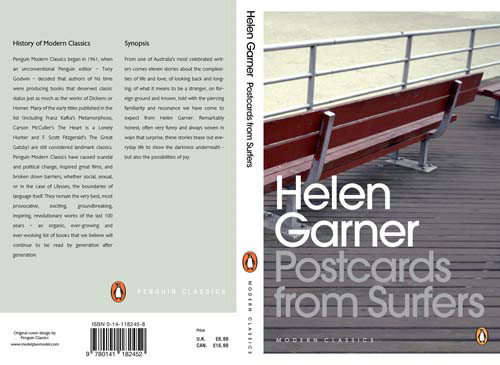 History of Modern Classics
Penguin Modern Classics began in 1961, when
an unconventional Penguin editor – Tony
Godwin – decided that authors of his time
were producing books that deserved classic
status just as much as the works of Dickens or
Homer. Many of the early titles published in the
list (including Franz Kafka's Metamorphosis,
Carson McCuller's The Heart is a Lonely
Hunter and F. Scott Fitzgerald's The Great
Gatsby) are still considered landmark classics.
Penguin Modern Classics have caused scandal
and political change, inspired great films, and
broken down barriers, whether social, sexual,
or in the case of Ulysses, the boundaries of
language itself. They remain the very best, most
provocative, exciting, groundbreaking,
inspiring, revolutionary works of the last 100
years – an organic, ever-growing and
ever-evolving list of books that we believe will
continue to be read by generation after
generation.
Synopsis
From one of Australia's most celebrated writ-
ers comes eleven stories about the complexi-
ties of life and love, of looking back and long-
ing, of what it means to be a stranger, on for-
eign ground and known, told with the piercing
familiarity and resonance we have come to
expect from Helen Garner. Remarkably
honest, often very funny and always woven in
ways that surprise, these stories tease out ev-
eryday life to show the darkness underneath -
but also the possibilities of joy.
PENGUIN CLASSICS
Original cover design by
Penguin Classics
www.modelplasmodel.com
ISBN 0-14-118245-8
9 780141 182452
Price
U.K. £6.99
CAN. £16.99
Helen Garner Postcards from Surfers
MODERN CLASSICS
Helen
Garner
Postcards
from Surfers
MODERN CLASSICS